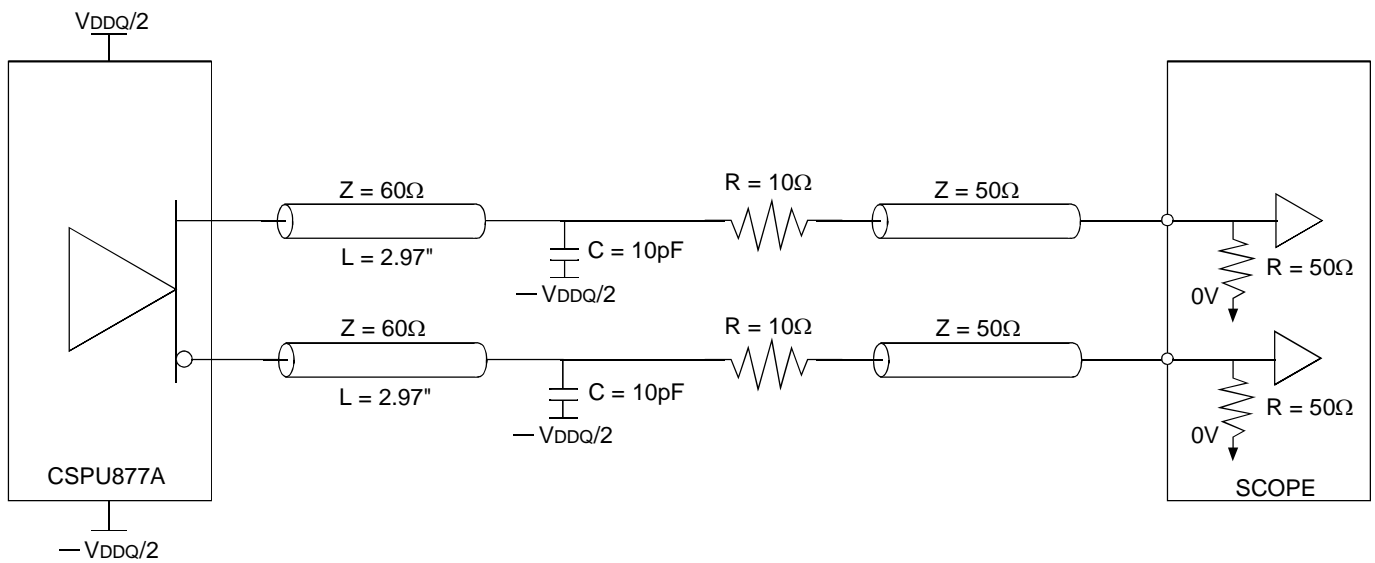 VDDQ/2
Z = 60Ω
R = 10Ω
Z = 50Ω
L = 2.97"
C = 10pF
R = 50Ω
— VDDQ/2
0V
Z = 60Ω
R = 10Ω
Z = 50Ω
L = 2.97"
C = 10pF
R = 50Ω
— VDDQ/2
0V
CSPU877A
SCOPE
— VDDQ/2